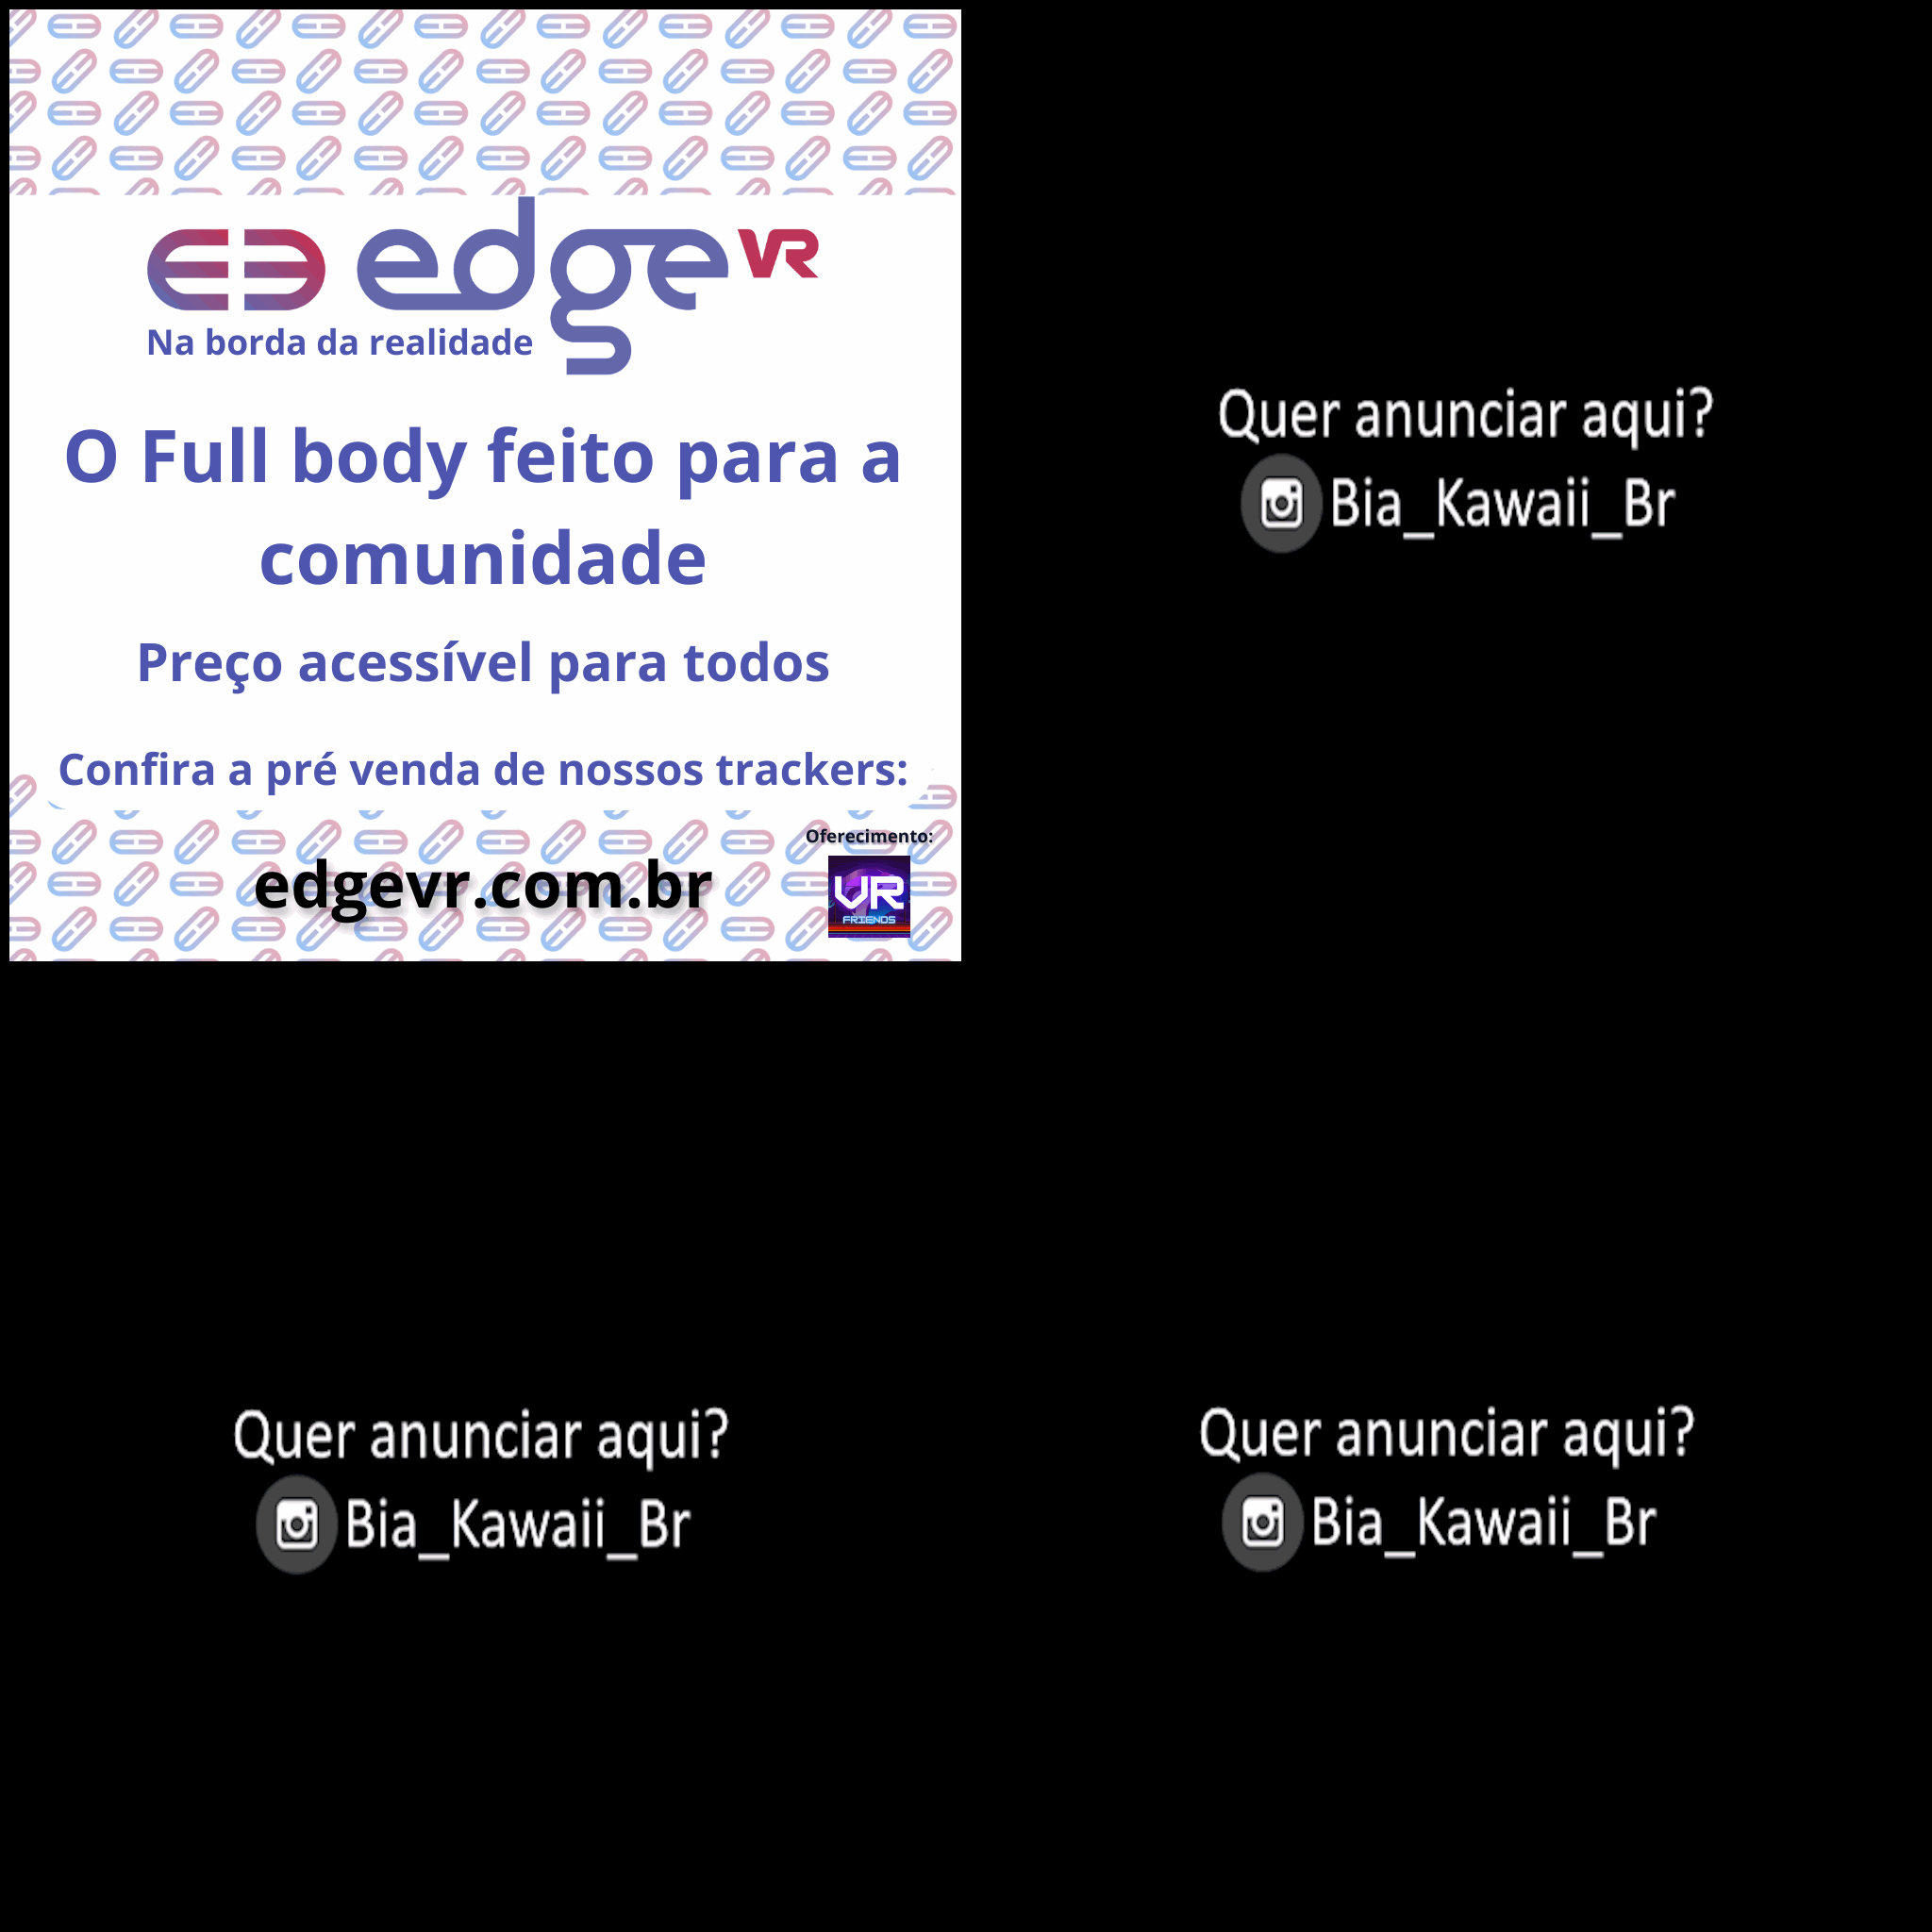 edge VR
Na borda da realidade
O Full body feito para a
comunidade
Preço acessível para todos
Confira a pré venda de nossos trackers:
Oferecimento:
edgevr.com.br
VR
FRIENDS
Quer anunciar aqui?
Bia_Kawaii_Br
Quer anunciar aqui?
Bia_Kawaii_Br
Quer anunciar aqui?
Bia_Kawaii_Br